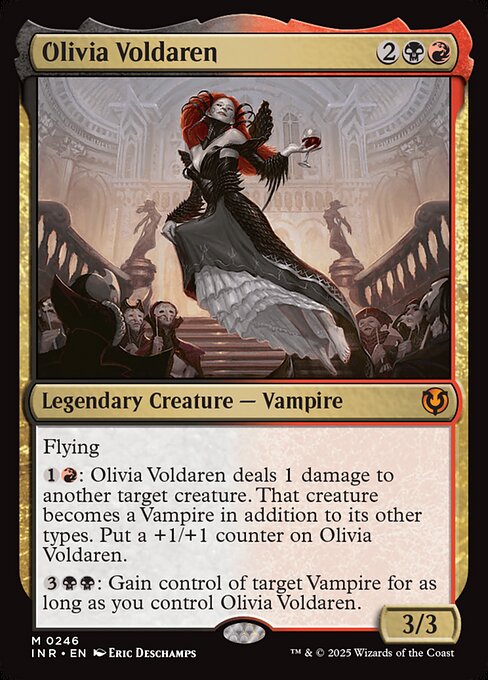 Olivia Voldaren 2
Legendary Creature — Vampire
Flying
1: Olivia Voldaren deals 1 damage to
another target creature. That creature
becomes a Vampire in addition to its other
types. Put a +1/+1 counter on Olivia
Voldaren.
3: Gain control of target Vampire for as
long as you control Olivia Voldaren.
3/3
M 0246
INR • EN Eric Deschamps
™ & © 2025 Wizards of the Coast